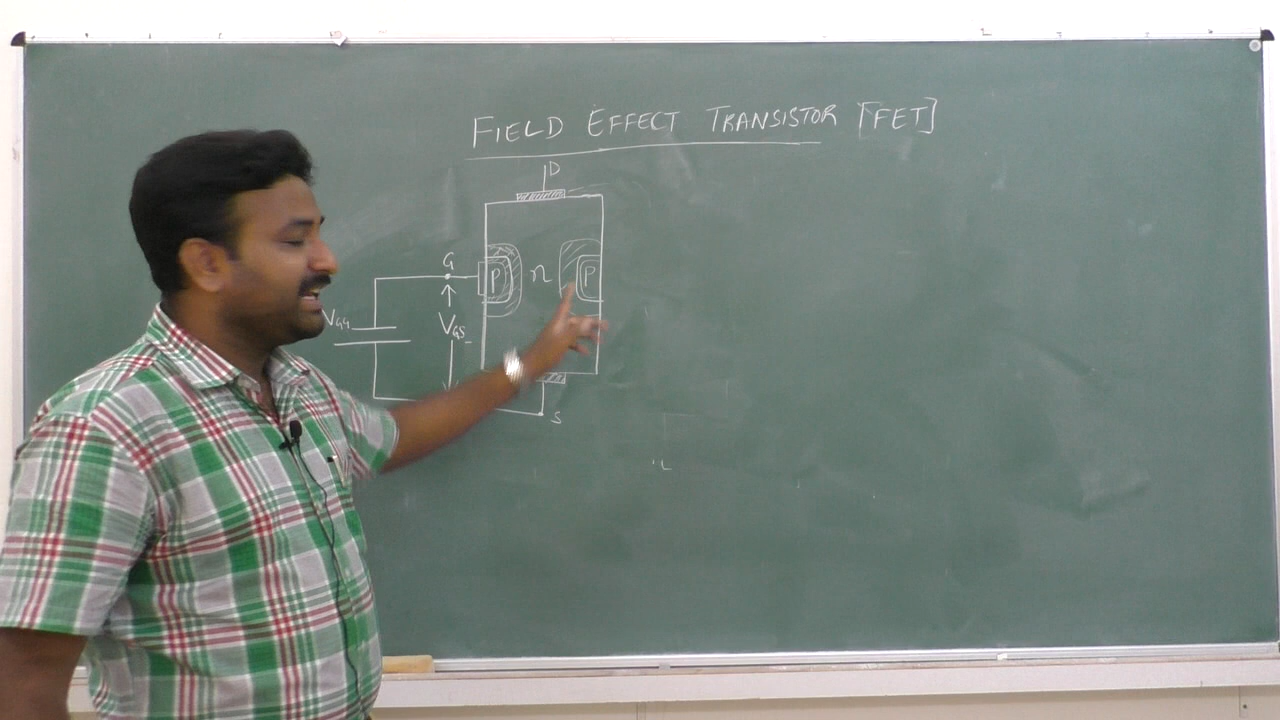 FIELD EFFECT TRANSISTOR [FET]
D
G
P n P
VGG
VGS
S